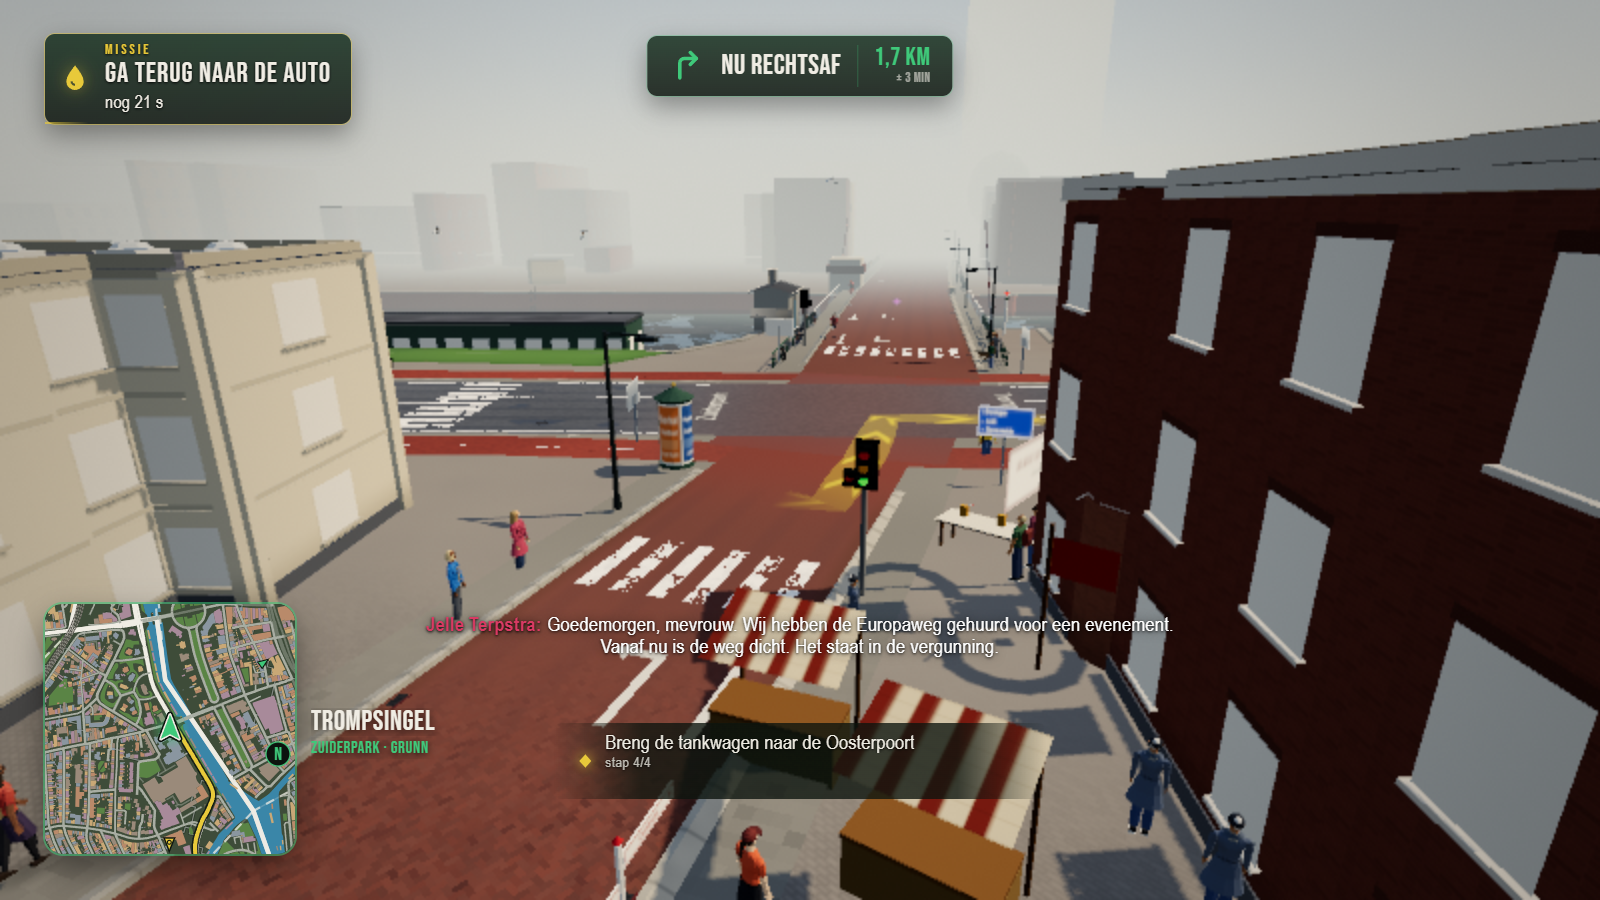 MISSIE
GA TERUG NAAR DE AUTO
nog 21 s
NU RECHTSAF
1,7 KM
± 3 MIN
Jelle Terpstra: Goedemorgen, mevrouw. Wij hebben de Europaweg gehuurd voor een evenement.
Vanaf nu is de weg dicht. Het staat in de vergunning.
TROMPSINGEL
ZUIDERPARK · GRUNN
N
Breng de tankwagen naar de Oosterpoort
stap 4/4